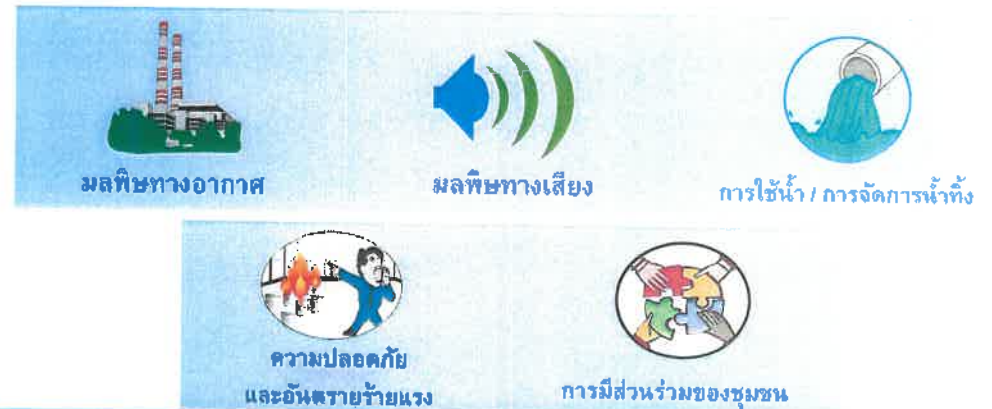 มลพิษทางอากาศ
มลพิษทางเสียง
การใช้น้ำ / การจัดการน้ำทิ้ง
ความปลอดภัย
และอันตรายร้ายแรง
การมีส่วนร่วมของชุมชน